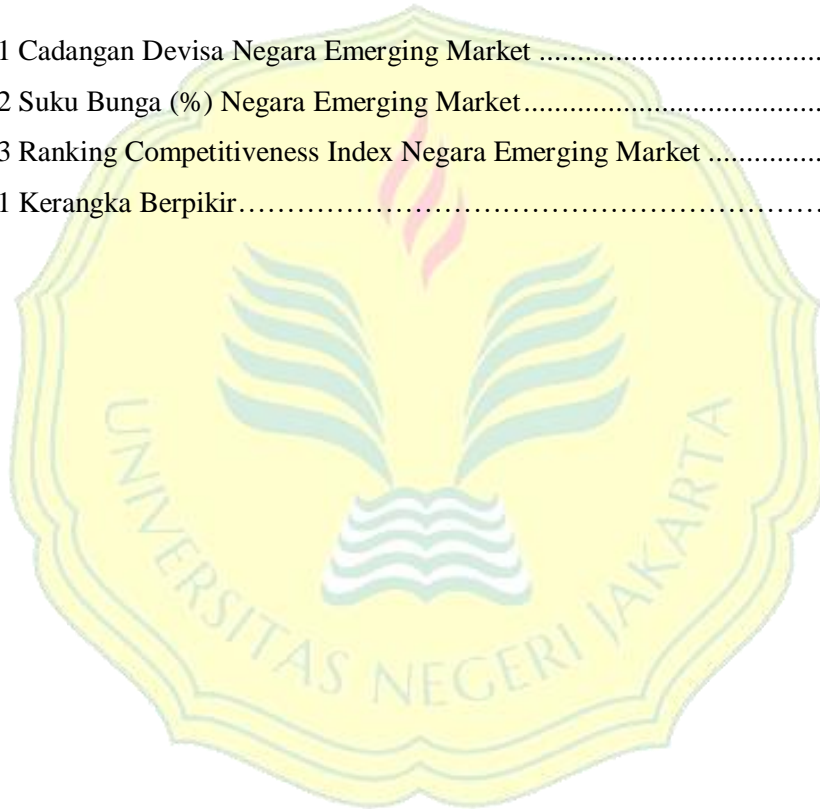 1 Cadangan Devisa Negara Emerging Market ..................................
2 Suku Bunga (%) Negara Emerging Market.....................................
3 Ranking Competitiveness Index Negara Emerging Market ..............
1 Kerangka Berpikir…………………………………………………………
UNIVERSITAS NEGERI JAKARTA